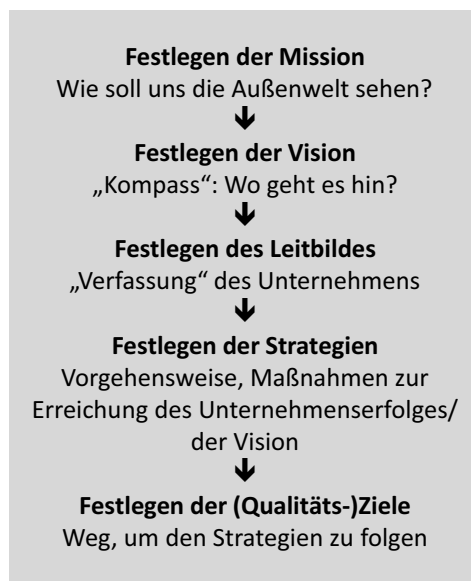 Festlegen der Mission
Wie soll uns die Außenwelt sehen?
Festlegen der Vision
„Kompass“: Wo geht es hin?
Festlegen des Leitbildes
„Verfassung“ des Unternehmens
Festlegen der Strategien
Vorgehensweise, Maßnahmen zur
Erreichung des Unternehmenserfolges/
der Vision
Festlegen der (Qualitäts-)Ziele
Weg, um den Strategien zu folgen